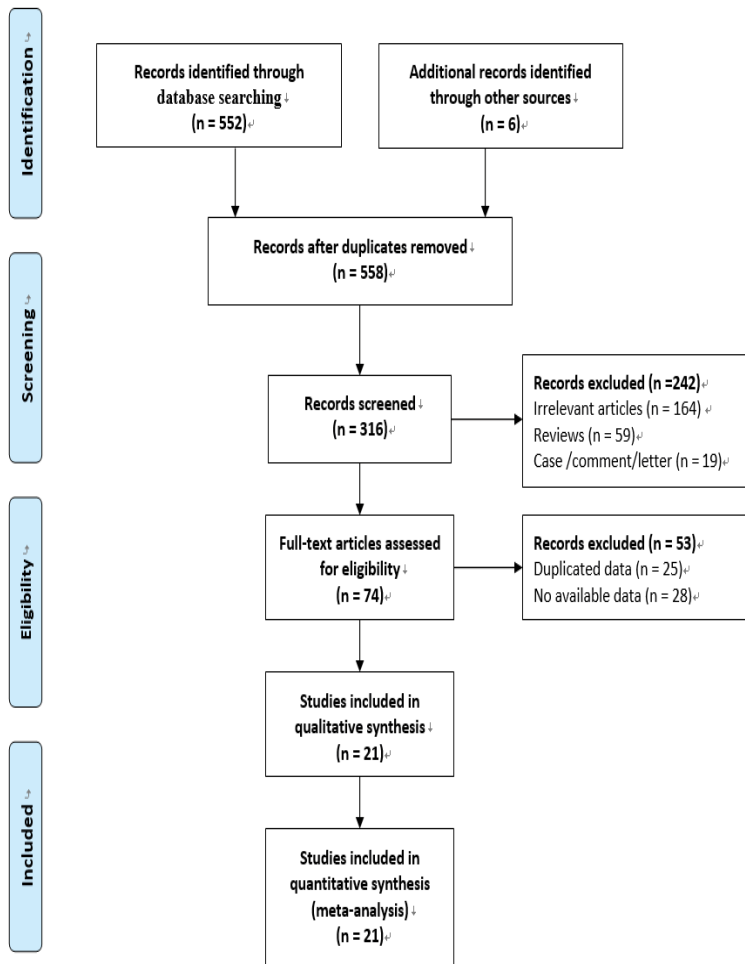 Identification
Records identified through
database searching↓
(n = 552)↵
Additional records identified
through other sources↓
(n = 6)↵
Records after duplicates removed↓
(n = 558)↵
Screening
Records screened↓
(n = 316)↵
Records excluded (n =242)↵
Irrelevant articles (n = 164)↵
Reviews (n = 59)↵
Case /comment/letter (n = 19)↵
Eligibility
Full-text articles assessed
for eligibility↓
(n = 74)↵
Records excluded (n = 53)↵
Duplicated data (n = 25)↵
No available data (n = 28)↵
Studies included in
qualitative synthesis↓
(n = 21)↵
Included
Studies included in
quantitative synthesis
(meta-analysis)↓
(n = 21)↵